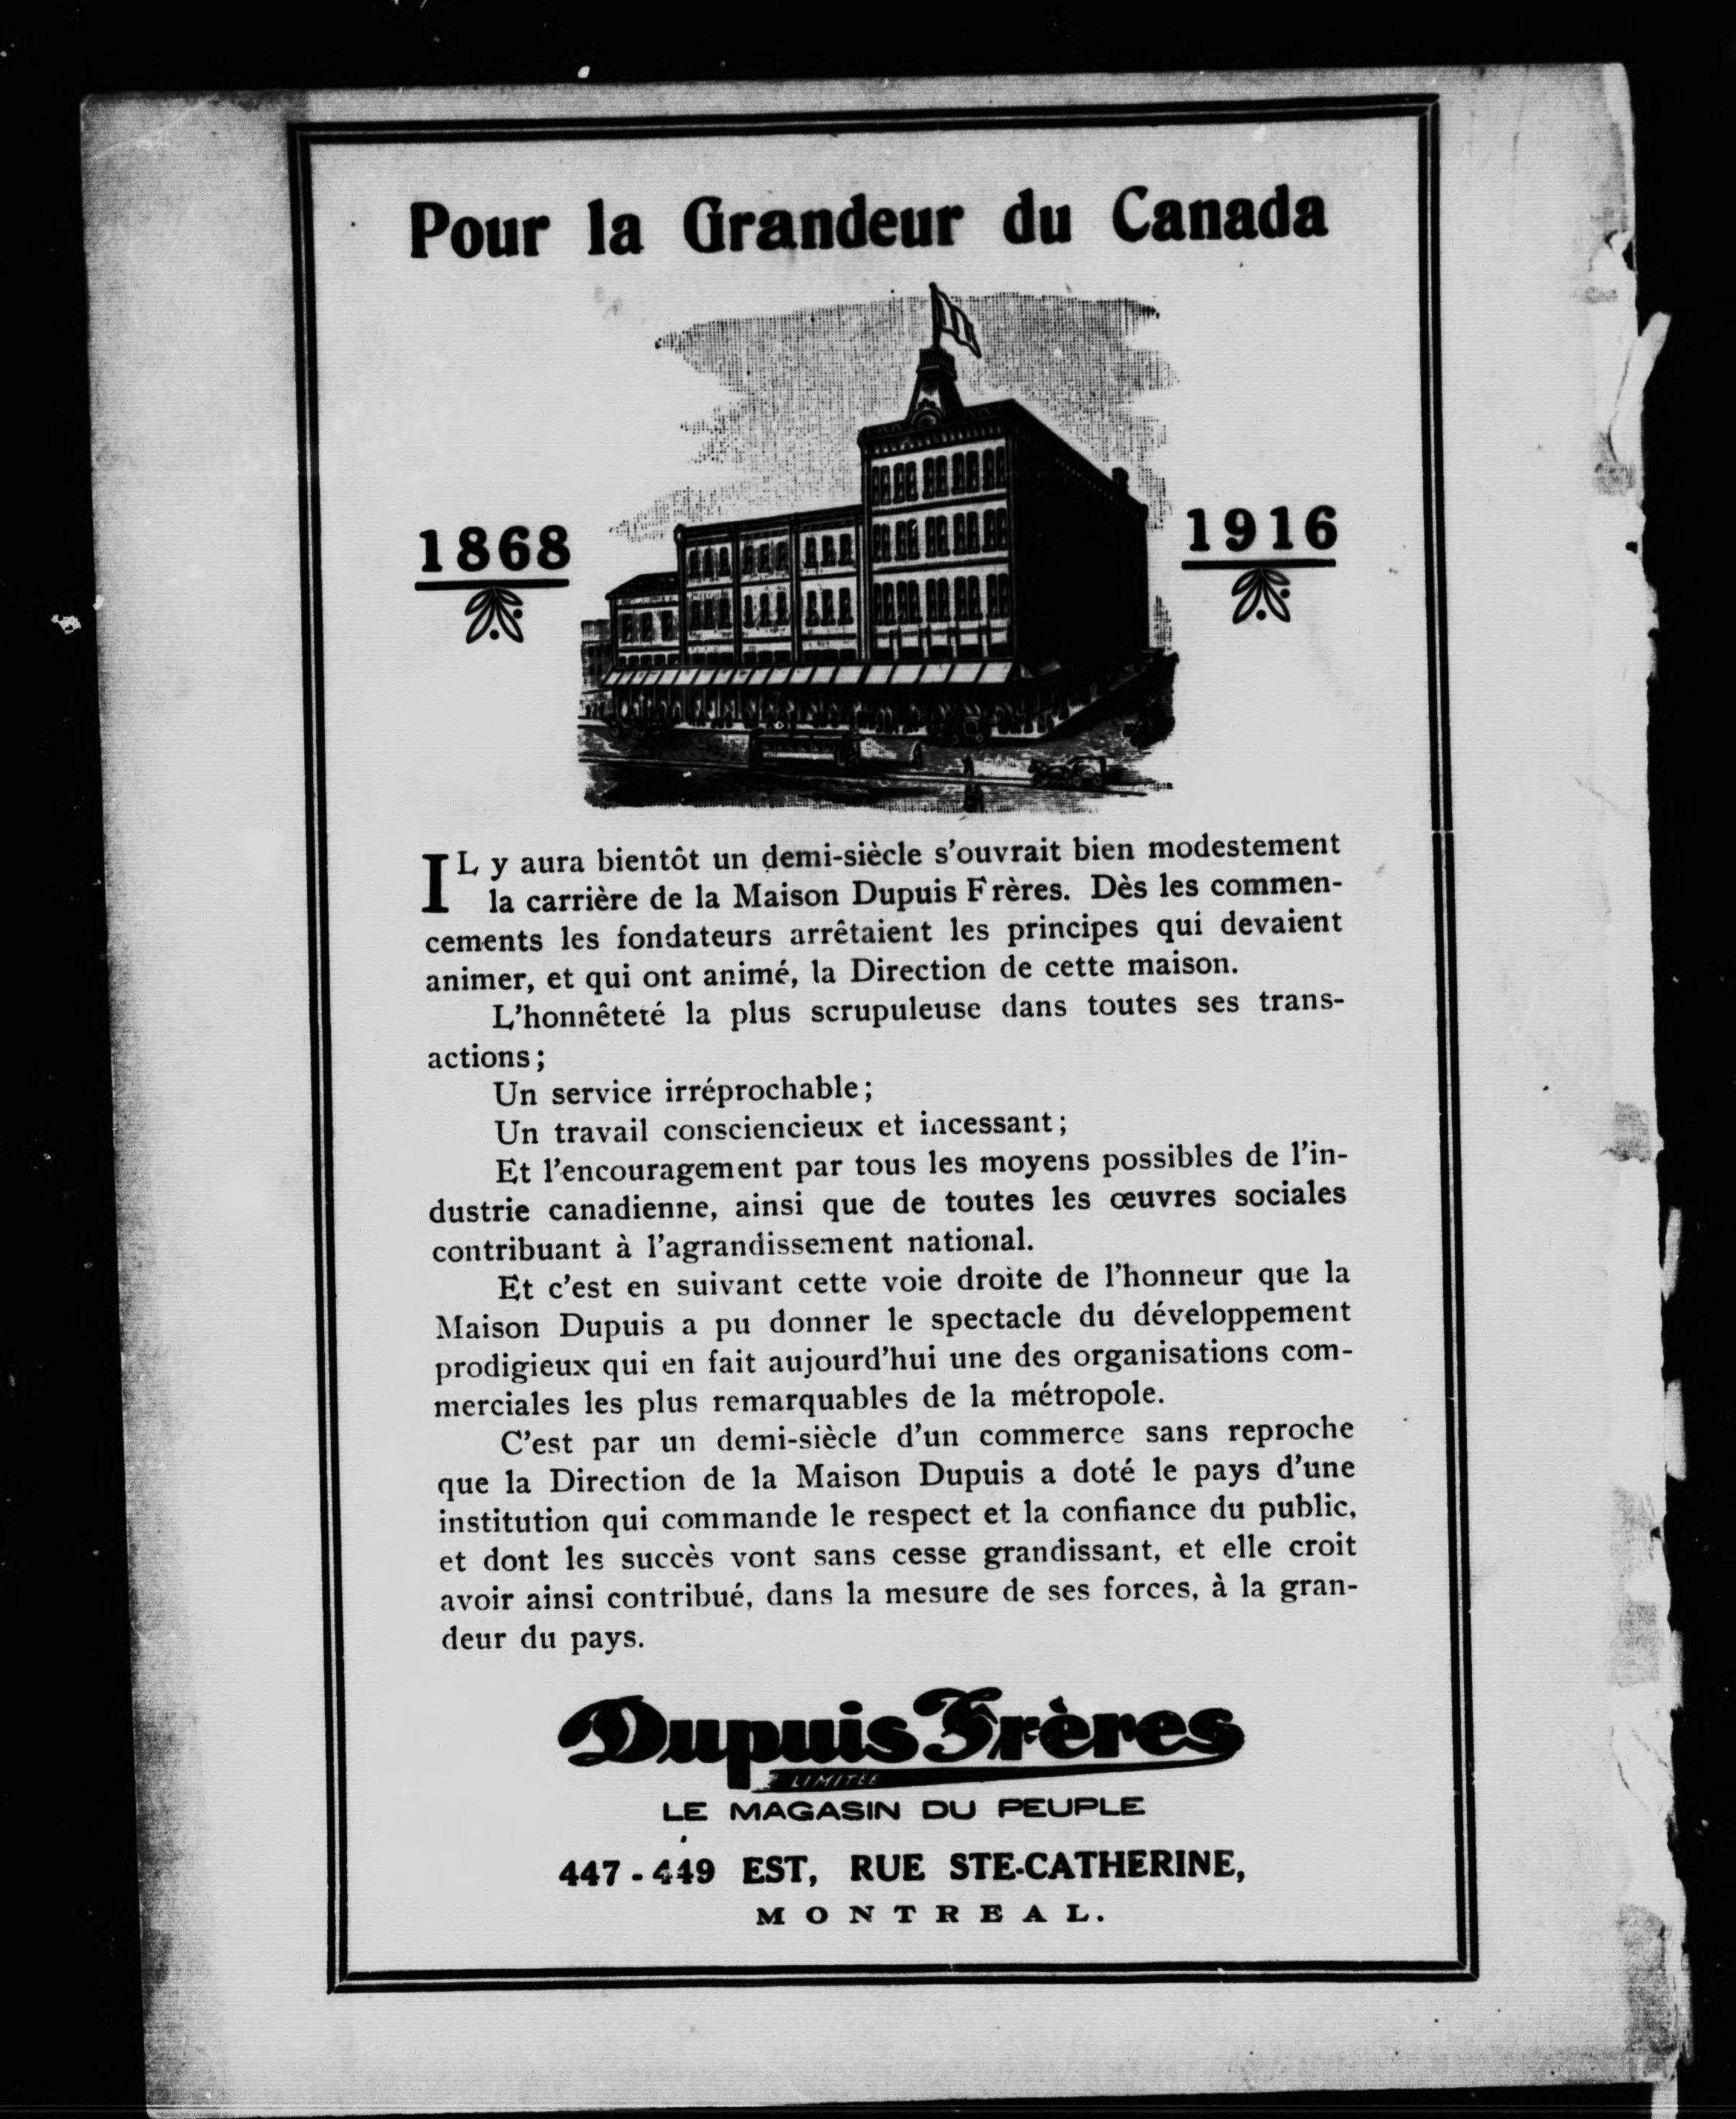 Pour la Grandeur du Canada
1868
1916
IL y aura bientôt un demi-siècle s'ouvrait bien modestement
la carrière de la Maison Dupuis Frères. Dès les commen-
cements les fondateurs arrêtaient les principes qui devaient
animer, et qui ont animé, la Direction de cette maison.
L'honnêteté la plus scrupuleuse dans toutes ses trans-
actions;
Un service irréprochable;
Un travail consciencieux et incessant;
Et l'encouragement par tous les moyens possibles de l'in-
dustrie canadienne, ainsi que de toutes les œuvres sociales
contribuant à l'agrandissement national.
Et c'est en suivant cette voie droite de l'honneur que la
Maison Dupuis a pu donner le spectacle du développement
prodigieux qui en fait aujourd'hui une des organisations com-
merciales les plus remarquables de la métropole.
C'est par un demi-siècle d'un commerce sans reproche
que la Direction de la Maison Dupuis a doté le pays d'une
institution qui commande le respect et la confiance du public,
et dont les succès vont sans cesse grandissant, et elle croit
avoir ainsi contribué, dans la mesure de ses forces, à la gran-
deur du pays.
Dupuis Frères
LIMITÉE
LE MAGASIN DU PEUPLE
447-449 EST, RUE STE-CATHERINE,
MONTREAL.